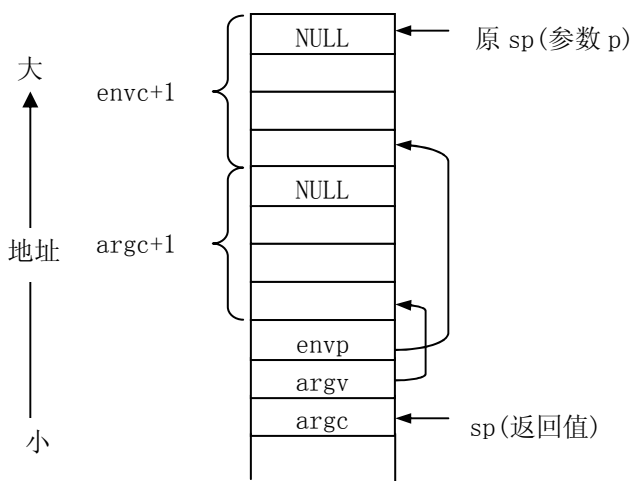 NULL
原 sp(参数 p)
大
envc+1
NULL
地址
argc+1
envp
argv
argc
sp(返回值)
小